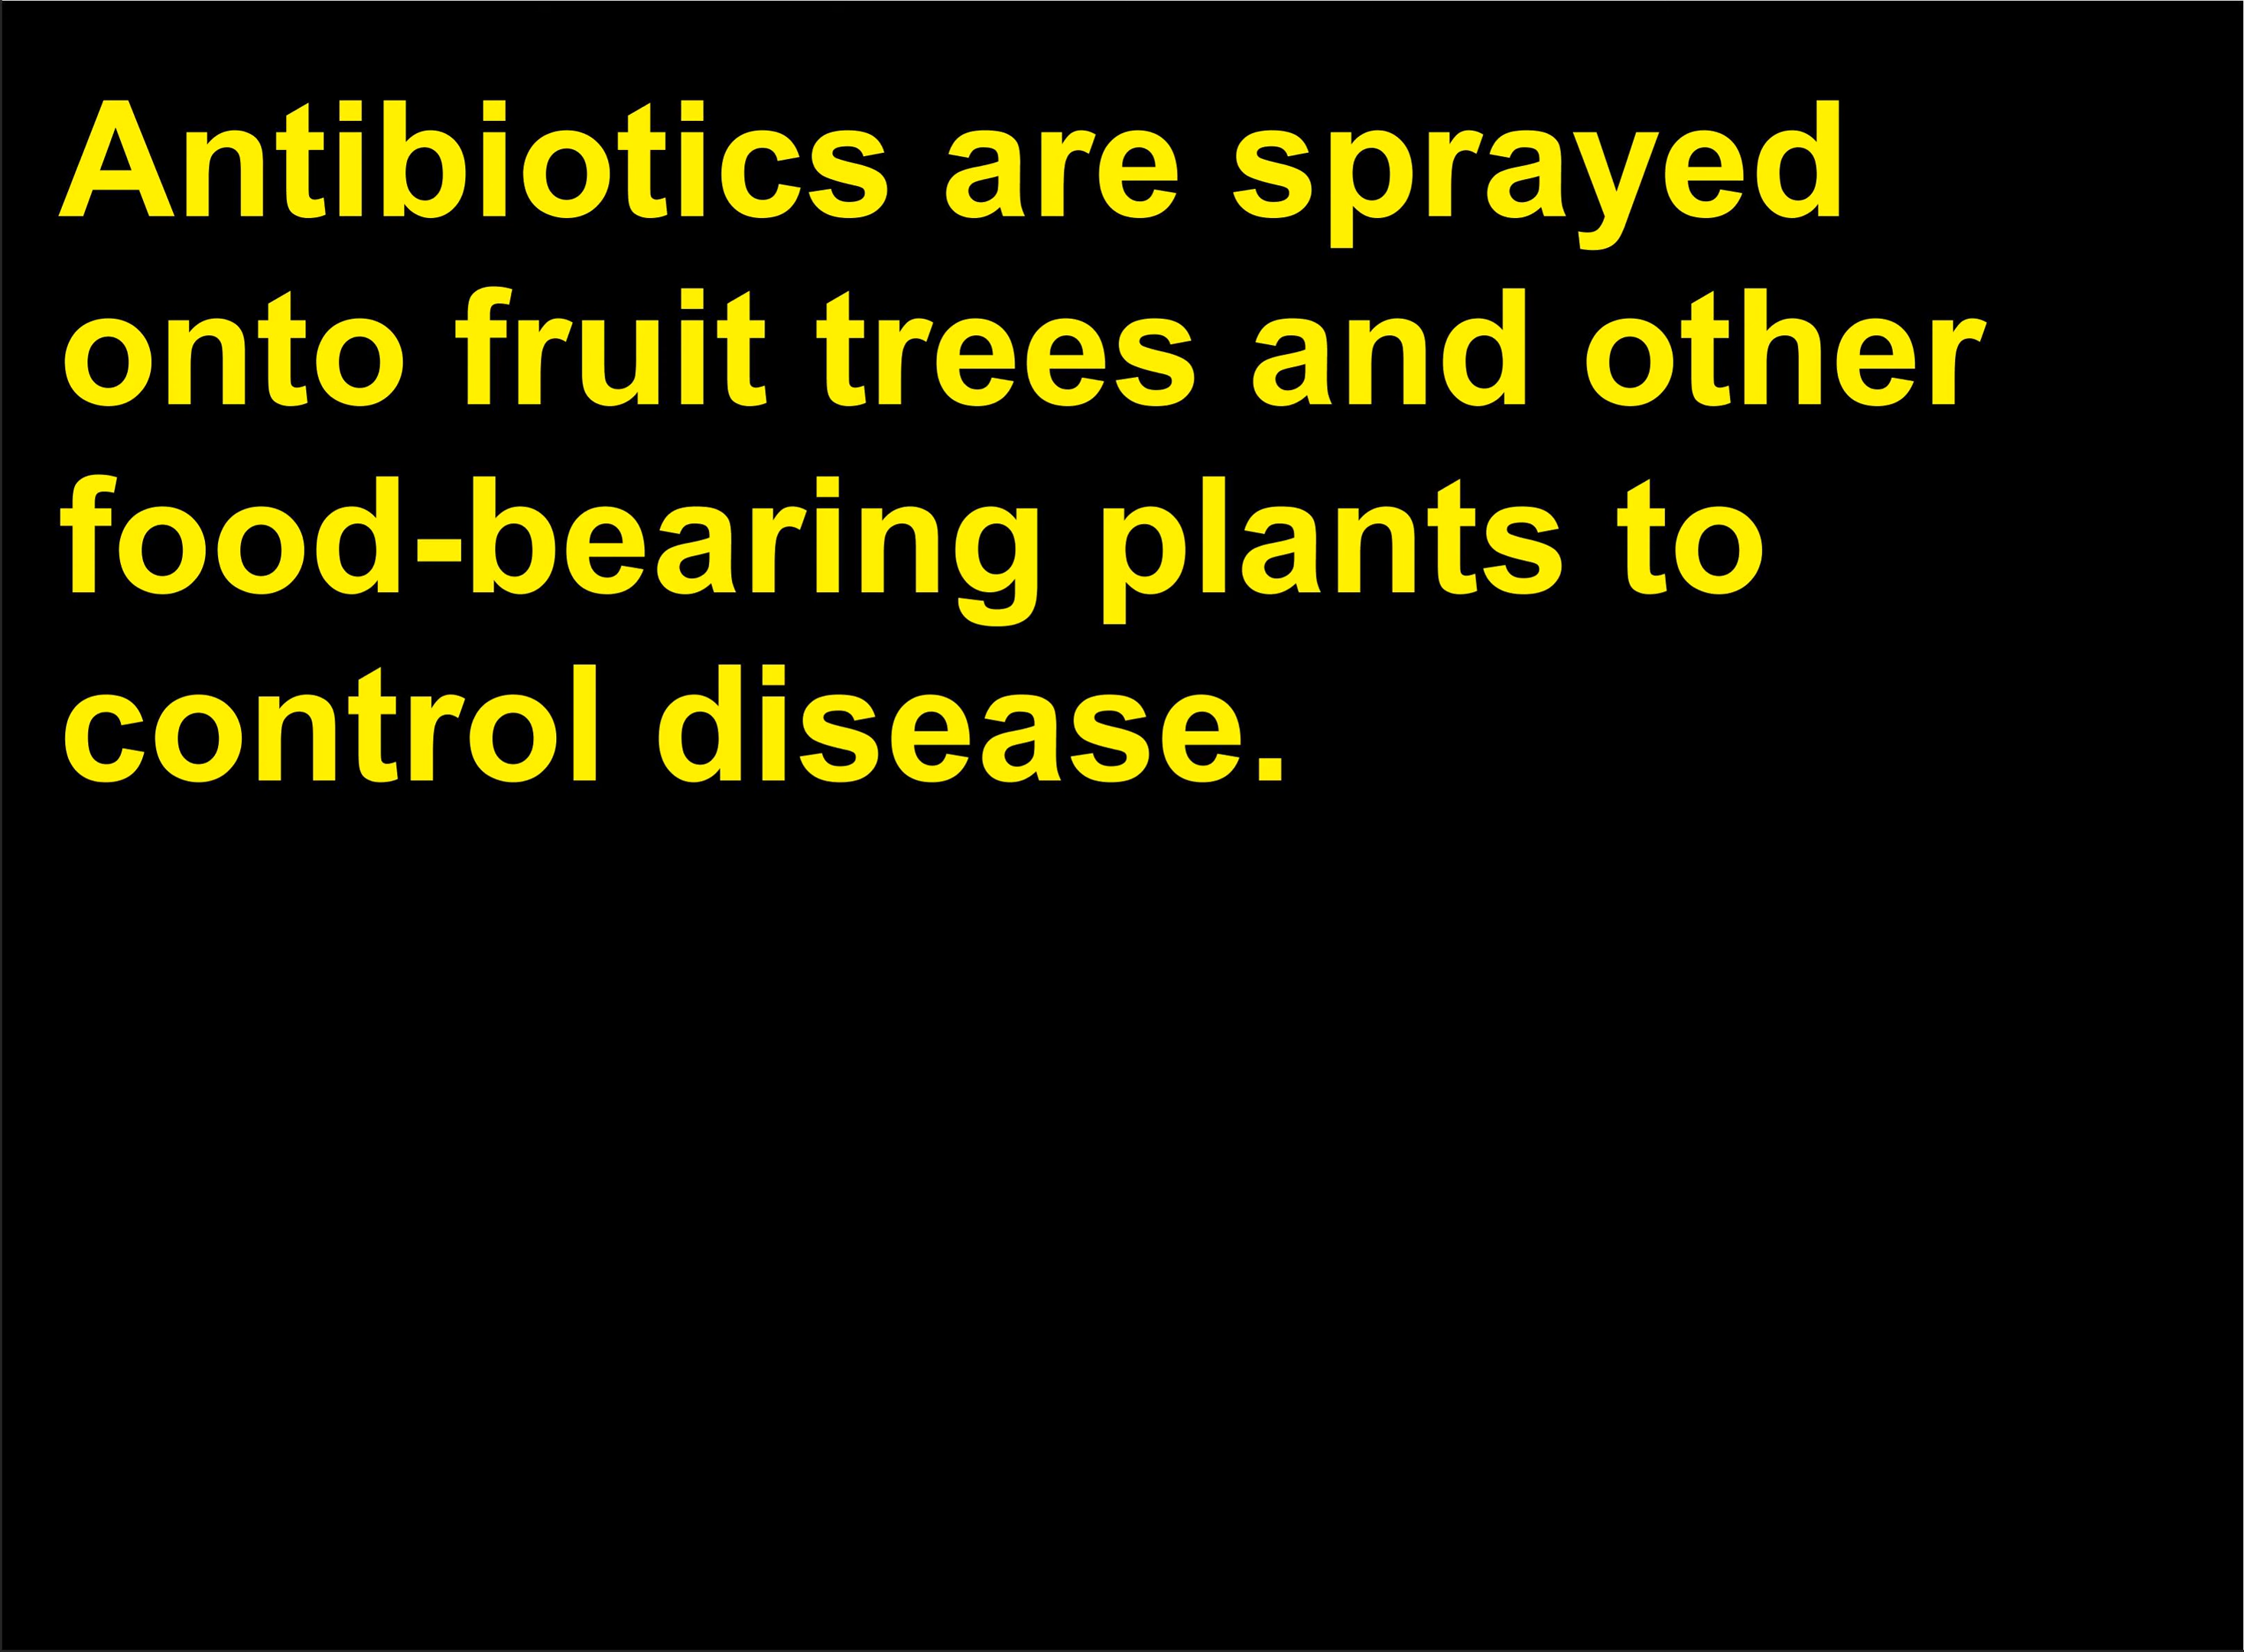 Antibiotics are sprayed
onto fruit trees and other
food-bearing plants to
control disease.